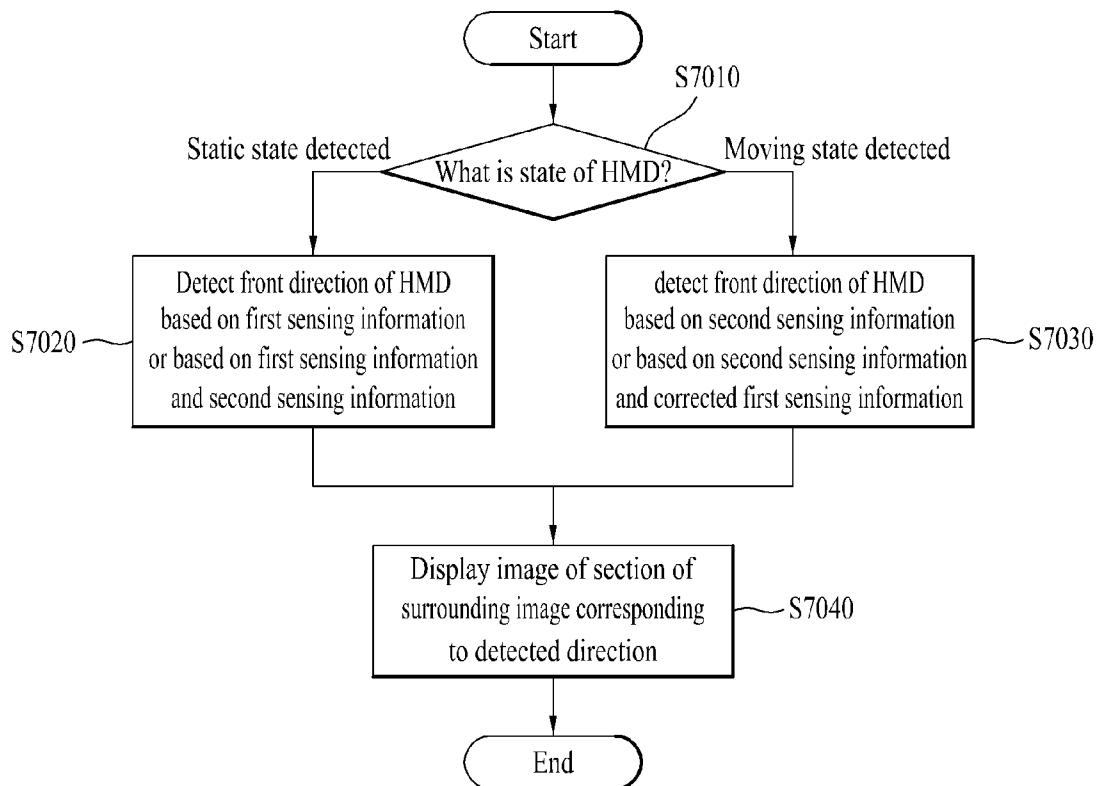 Start
S7010
Static state detected
Moving state detected
What is state of HMD?
Detect front direction of HMD
based on first sensing information
or based on first sensing information
and second sensing information
S7020
detect front direction of HMD
based on second sensing information
or based on second sensing information
and corrected first sensing information
S7030
Display image of section of
surrounding image corresponding
to detected direction
S7040
End